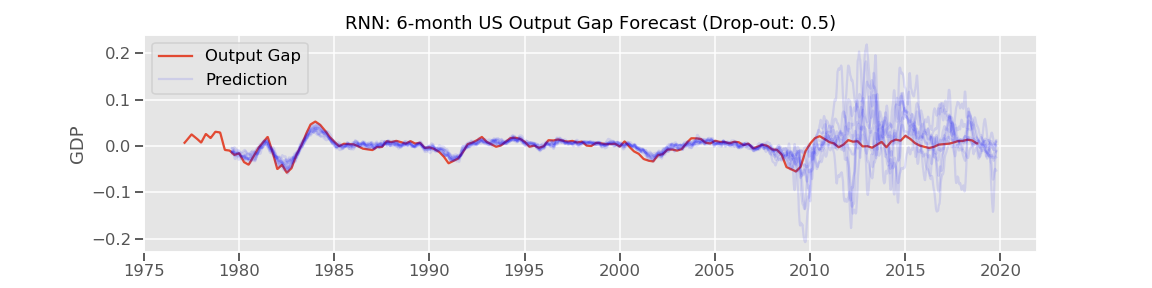 RNN: 6-month US Output Gap Forecast (Drop-out: 0.5)
Output Gap
Prediction
GDP
0.2
0.1
0.0
−0.1
−0.2
1975 1980 1985 1990 1995 2000 2005 2010 2015 2020